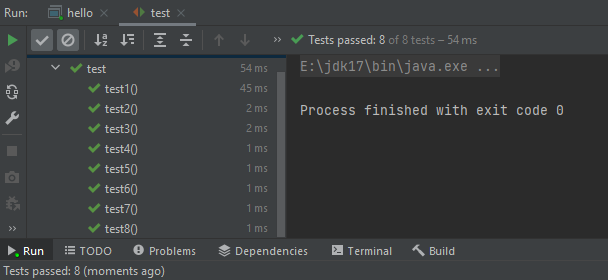 Run: hello × test ×
» Tests passed: 8 of 8 tests – 54 ms
test 54 ms
test1() 45 ms
test2() 2 ms
test3() 2 ms
test4() 1 ms
test5() 1 ms
test6() 1 ms
test7() 1 ms
test8() 1 ms
E:\jdk17\bin\java.exe ...
Process finished with exit code 0
»
Run TODO Problems Dependencies Terminal Build
Tests passed: 8 (moments ago)